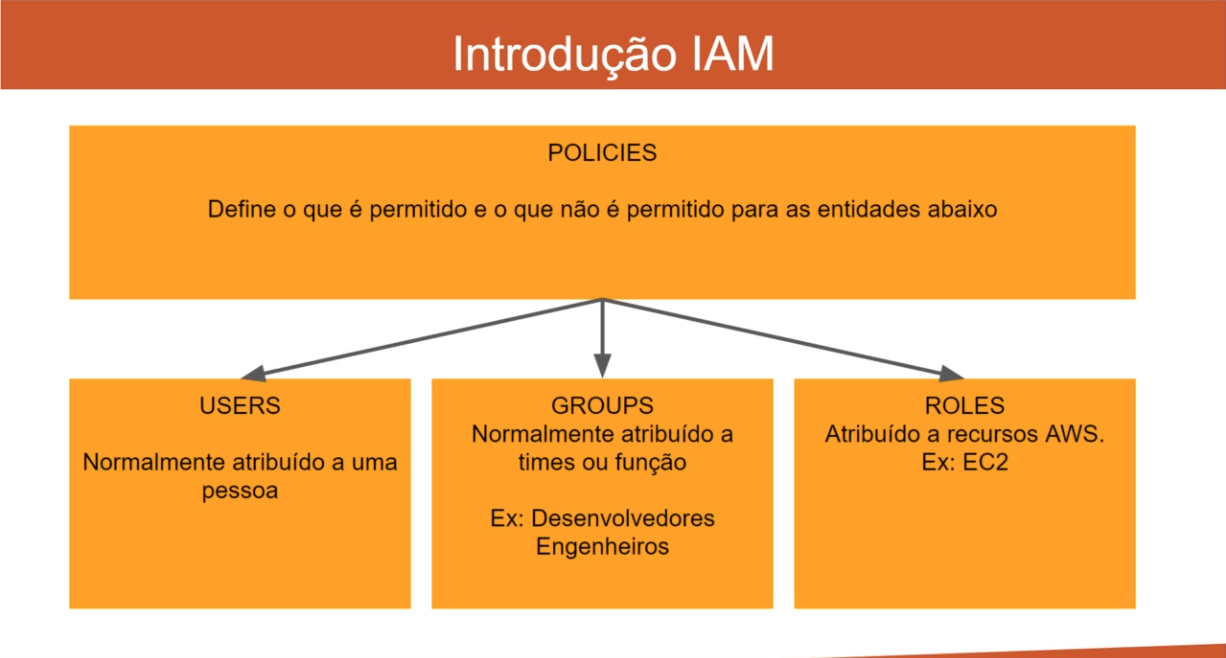 Introdução IAM
POLICIES
Define o que é permitido e o que não é permitido para as entidades abaixo
USERS
Normalmente atribuído a uma
pessoa
GROUPS
Normalmente atribuído a
times ou função
Ex: Desenvolvedores
Engenheiros
ROLES
Atribuído a recursos AWS.
Ex: EC2